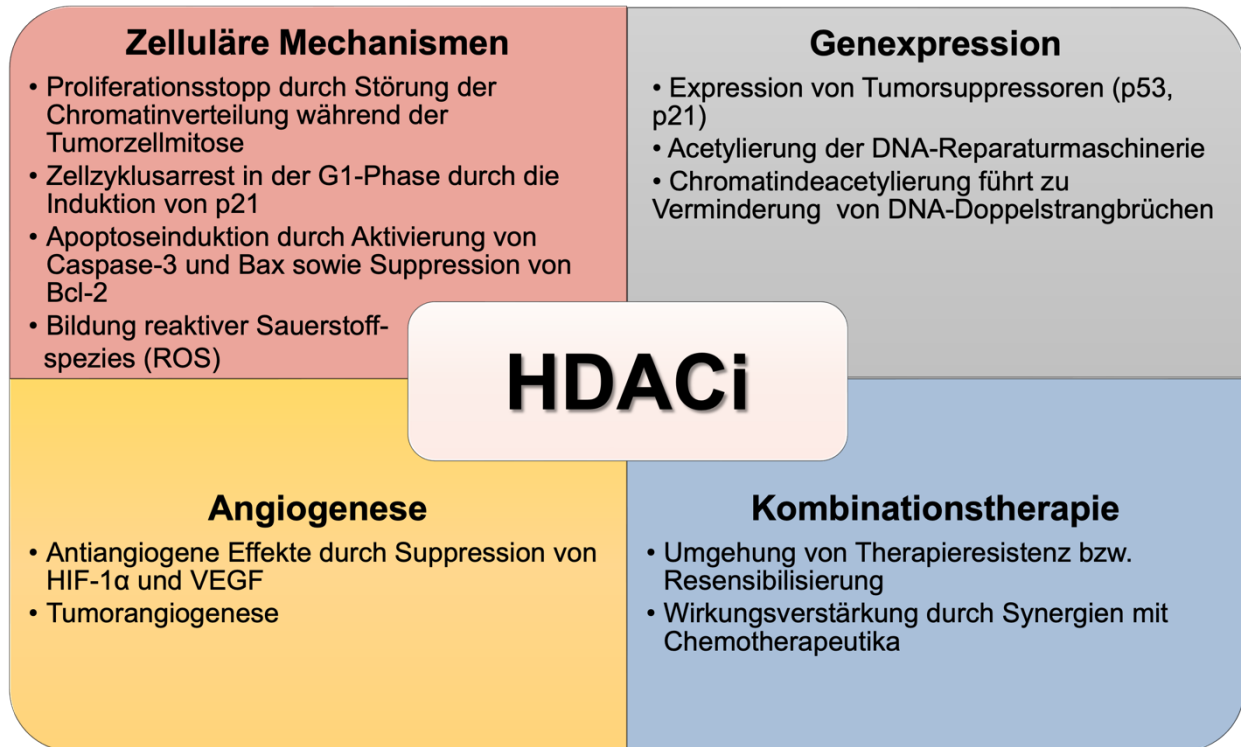 Zelluläre Mechanismen
• Proliferationsstopp durch Störung der
Chromatinverteilung während der
Tumorzellmitose
• Zellzyklusarrest in der G1-Phase durch die
Induktion von p21
• Apoptoseinduktion durch Aktivierung von
Caspase-3 und Bax sowie Suppression von
Bcl-2
• Bildung reaktiver Sauerstoff-
spezies (ROS)
Genexpression
• Expression von Tumorsuppressoren (p53,
p21)
• Acetylierung der DNA-Reparaturmaschinerie
• Chromatindeacetylierung führt zu
Verminderung von DNA-Doppelstrangbrüchen
HDACi
Angiogenese
• Antiangiogene Effekte durch Suppression von
HIF-1α und VEGF
• Tumorangiogenese
Kombinationstherapie
• Umgehung von Therapieresistenz bzw.
Resensibilisierung
• Wirkungsverstärkung durch Synergien mit
Chemotherapeutika